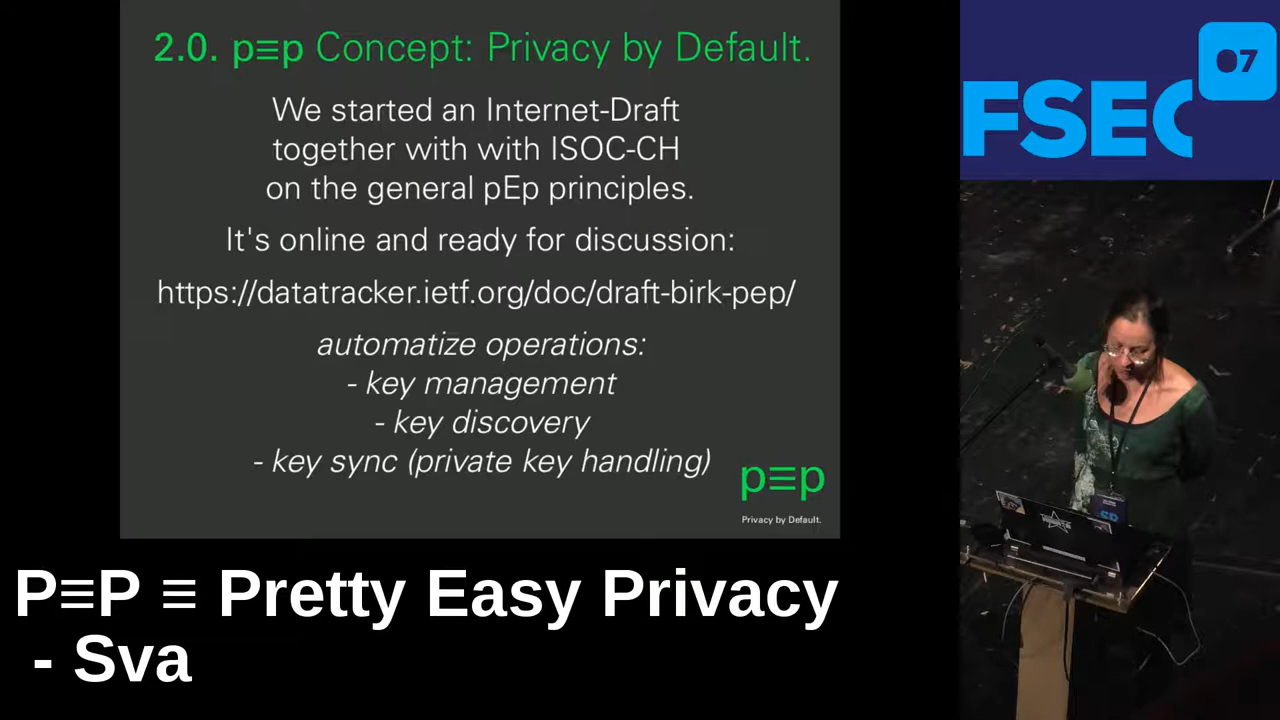 2.0. p≡p Concept: Privacy by Default.
We started an Internet-Draft
together with with ISOC-CH
on the general pEp principles.
It's online and ready for discussion:
https://datatracker.ietf.org/doc/draft-birk-pep/
automatize operations:
- key management
- key discovery
- key sync (private key handling)
p≡p
Privacy by Default.
FSEC
07
P≡P ≡ Pretty Easy Privacy
- Sva